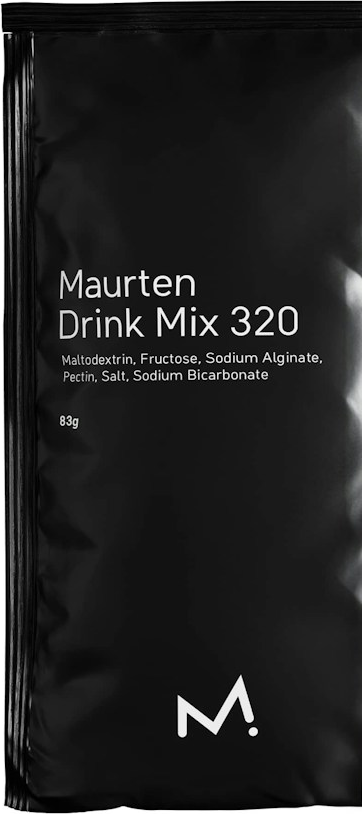 Maurten
Drink Mix 320
Maltodextrin, Fructose, Sodium Alginate,
Pectin, Salt, Sodium Bicarbonate
83g
M.